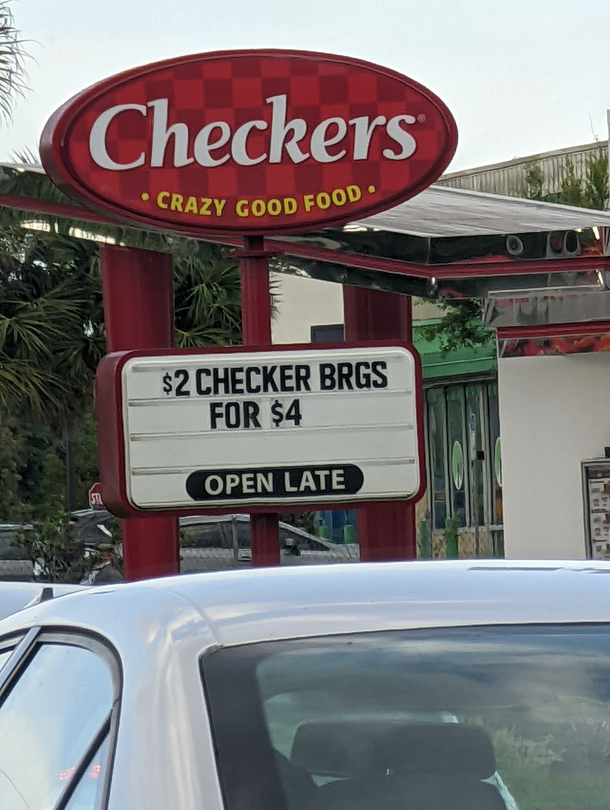 Checkers®
• CRAZY GOOD FOOD •
$2 CHECKER BRGS
FOR $4
OPEN LATE